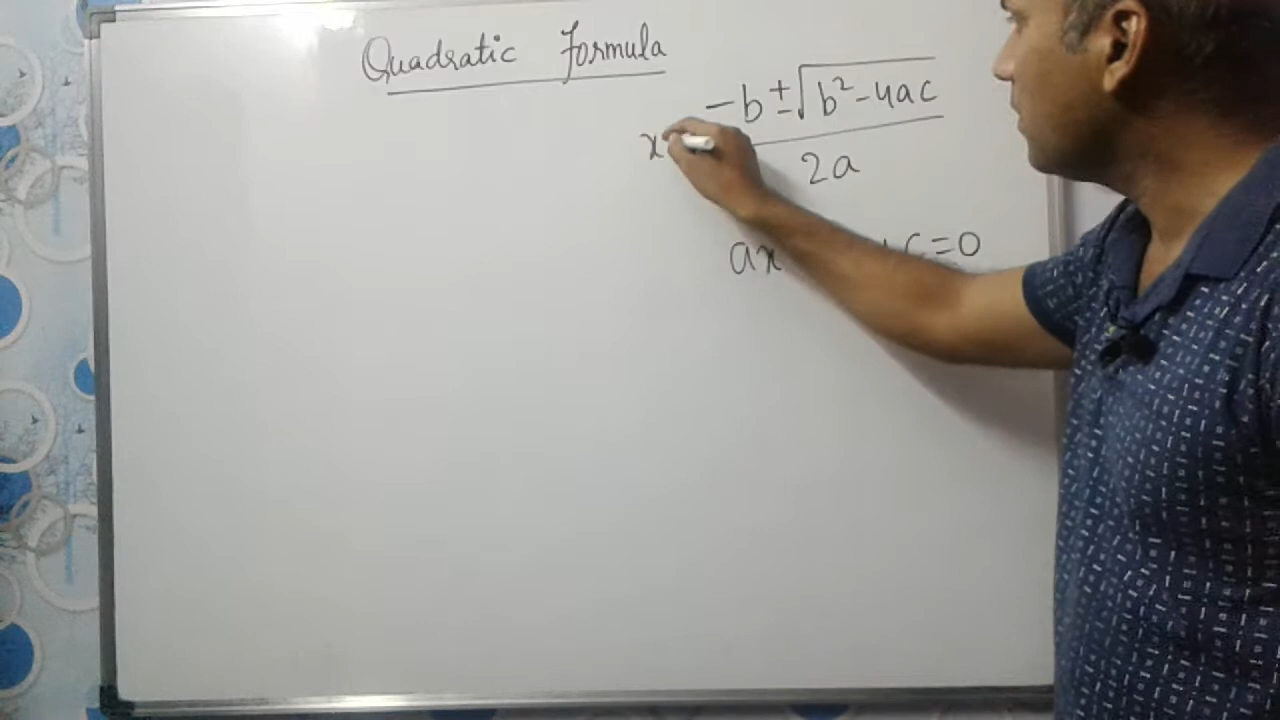 Quadratic Formula
x -b ± √b² - 4ac / 2a
ax + c = 0